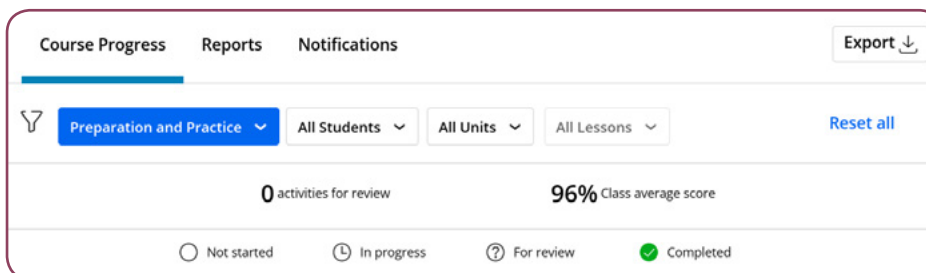 Course Progress Reports Notifications Export
Preparation and Practice All Students All Units All Lessons Reset all
0 activities for review 96% Class average score
Not started In progress ? For review Completed